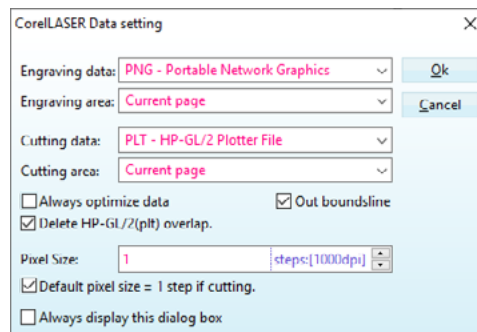 CorelLASER Data setting
Engraving data: PNG - Portable Network Graphics
Ok
Engraving area: Current page
Cancel
Cutting data: PLT - HP-GL/2 Plotter File
Cutting area: Current page
Always optimize data
Out boundsline
Delete HP-GL/2(plt) overlap.
Pixel Size: 1 steps:[1000dpi]
Default pixel size = 1 step if cutting.
Always display this dialog box